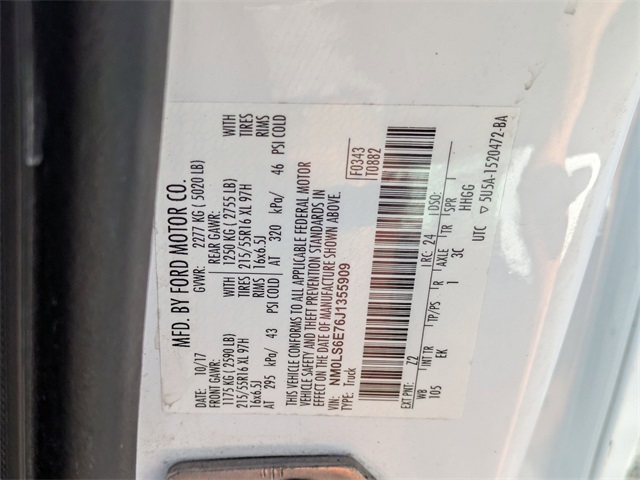 MFD. BY FORD MOTOR CO.
DATE: 10/17 GVWR: 2277 KG ( 5020 LB)
FRONT GAWR: REAR GAWR:
1175 KG ( 2590 LB) 1250 KG ( 2755 LB) WITH
215/55R16 XL 97H TIRES 215/55R16 XL 97H TIRES
16x6.5J RIMS 16x6.5J RIMS
AT 295 kPa/ 43 PSI COLD AT 320 kPa/ 46 PSI COLD
THIS VEHICLE CONFORMS TO ALL APPLICABLE FEDERAL MOTOR
VEHICLE SAFETY AND THEFT PREVENTION STANDARDS IN
EFFECT ON THE DATE OF MANUFACTURE SHOWN ABOVE.
VIN: NM0LS6E76J1355909 F0343
TYPE: Truck T0882
EXT PNT: Z2 RC: 24 DSO:
WB INT TR TP/PS R AXLE TR SPR
105 EK 1 3C 1 HHGG
UTC ▽ 5U5A-1520472-BA